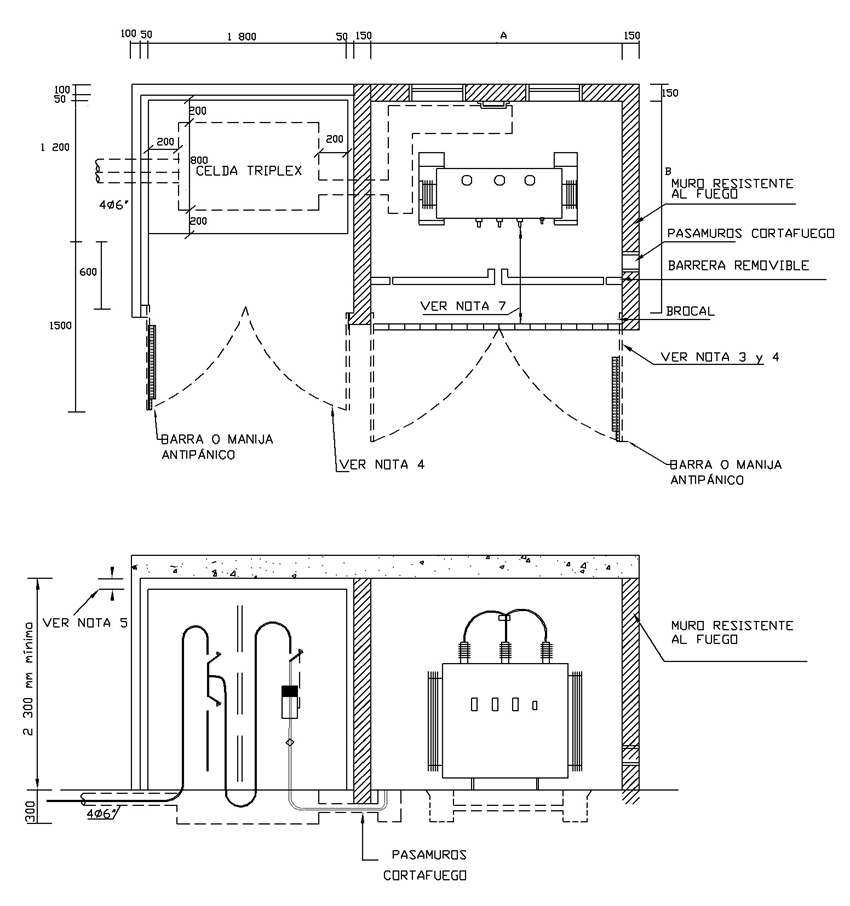 100 50 1 800 50 150 A 150
100
50
1 200
150
200
200
200
800
CELDA TRIPLEX
B
MURO RESISTENTE
AL FUEGO
4Ø6"
200
PASAMUROS CORTAFUEGO
600
BARRERA REMOVIBLE
VER NOTA 7
BROCAL
1500
VER NOTA 3 y 4
BARRA O MANIJA
ANTIPÁNICO
VER NOTA 4
BARRA O MANIJA
ANTIPÁNICO
VER NOTA 5
MURO RESISTENTE
AL FUEGO
2 300 mm mínimo
300
4Ø6"
PASAMUROS
CORTAFUEGO